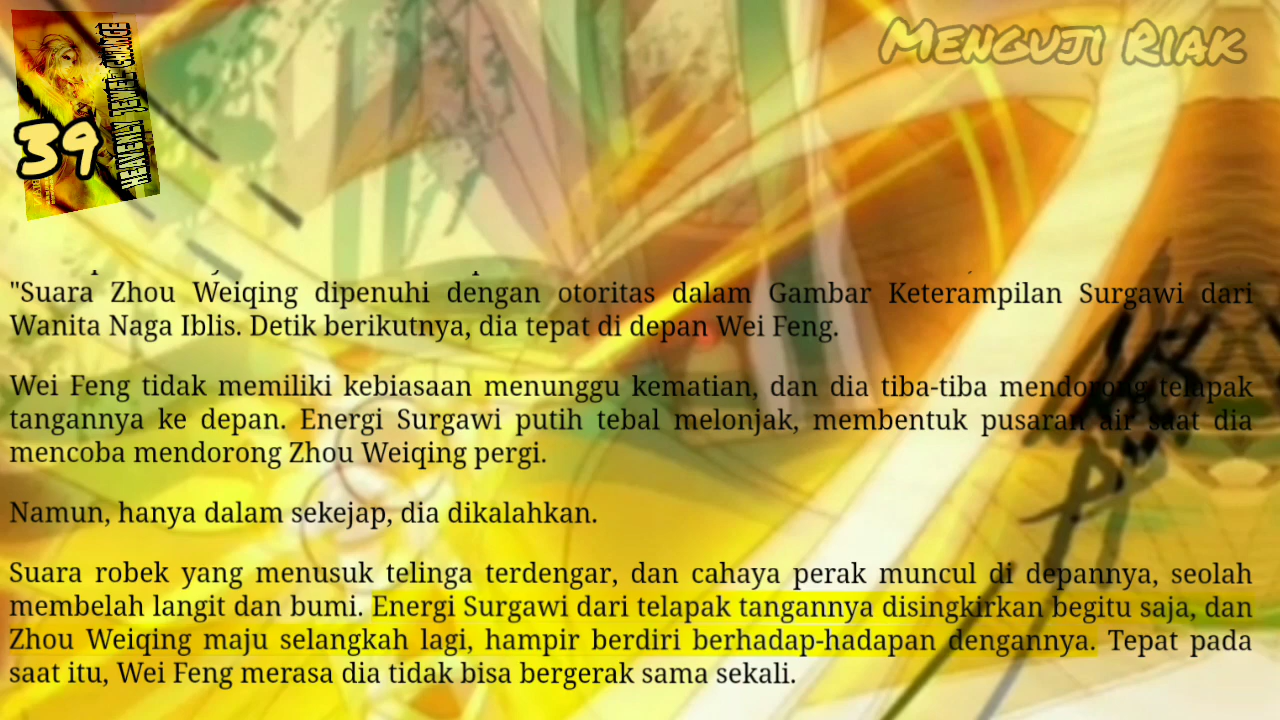 HEAVENLY JEWEL CHANGE
39
Menguji Riak
"Suara Zhou Weiqing dipenuhi dengan otoritas dalam Gambar Keterampilan Surgawi dari
Wanita Naga Iblis. Detik berikutnya, dia tepat di depan Wei Feng.
Wei Feng tidak memiliki kebiasaan menunggu kematian, dan dia tiba-tiba mendorong telapak
tangannya ke depan. Energi Surgawi putih tebal melonjak, membentuk pusaran air saat dia
mencoba mendorong Zhou Weiqing pergi.
Namun, hanya dalam sekejap, dia dikalahkan.
Suara robek yang menusuk telinga terdengar, dan cahaya perak muncul di depannya, seolah
membelah langit dan bumi. Energi Surgawi dari telapak tangannya disingkirkan begitu saja, dan
Zhou Weiqing maju selangkah lagi, hampir berdiri berhadap-hadapan dengannya. Tepat pada
saat itu, Wei Feng merasa dia tidak bisa bergerak sama sekali.